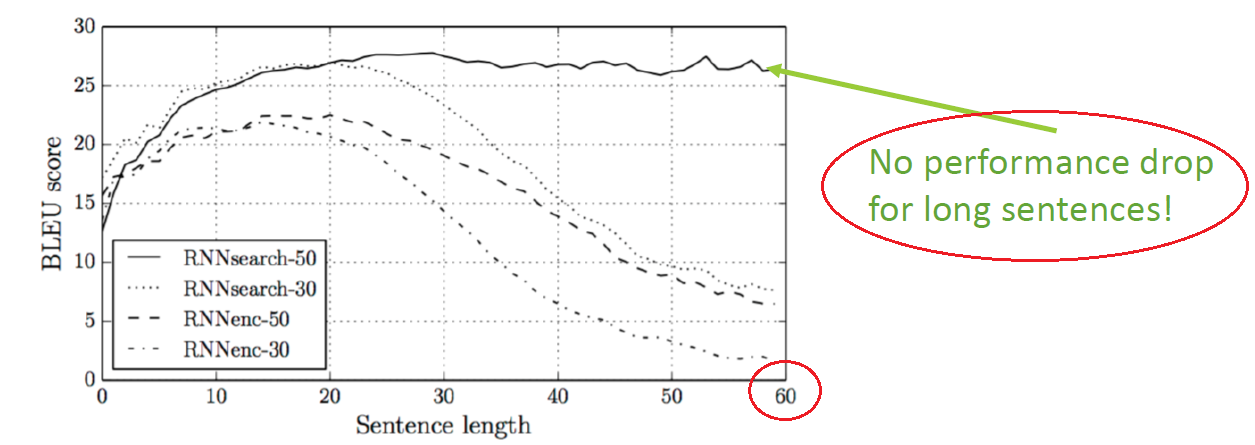 30
25
20
15
10
5
0
BLEU score
RNNsearch-50
RNNsearch-30
RNNenc-50
RNNenc-30
0 10 20 30 40 50 60
Sentence length
No performance drop
for long sentences!